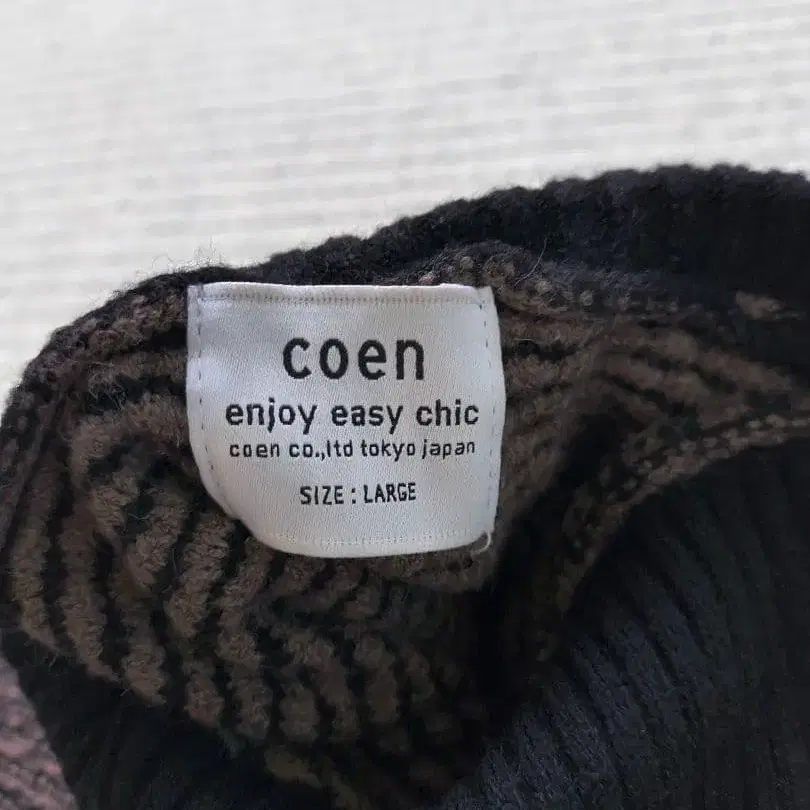 coen
enjoy easy chic
coen co.,ltd tokyo japan
SIZE : LARGE